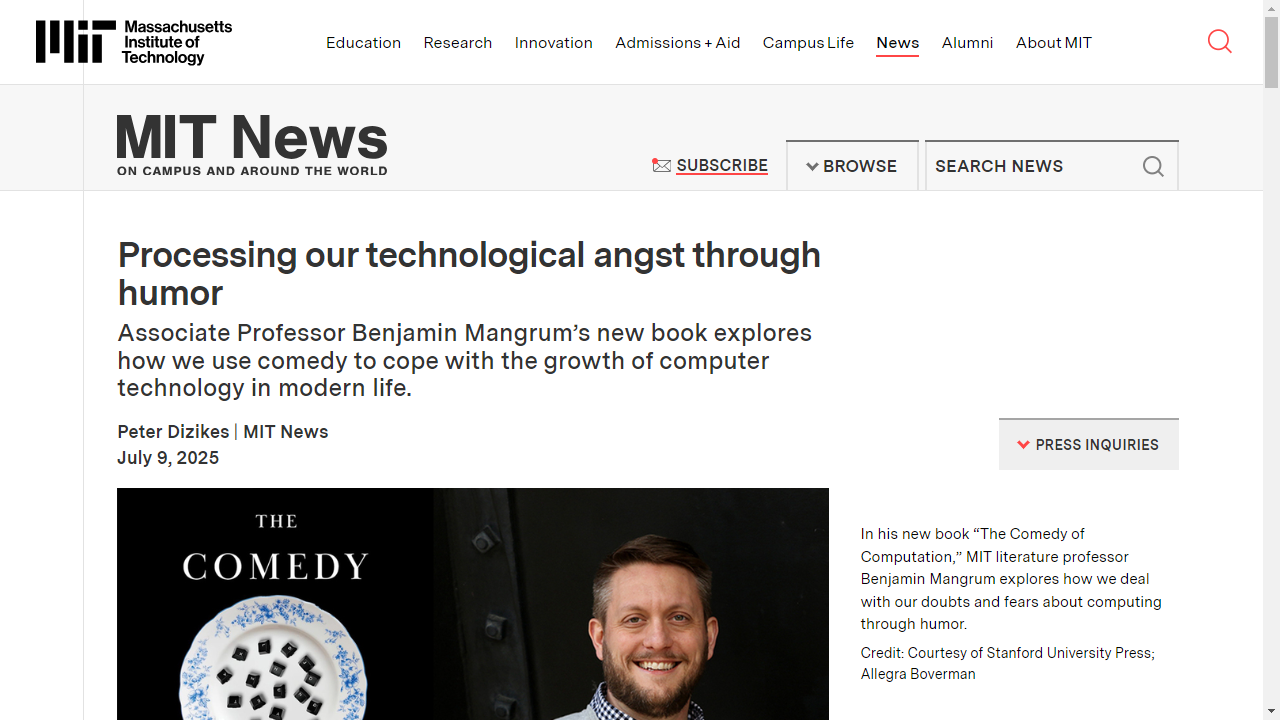 Massachusetts
Institute of
Technology
Education Research Innovation Admissions + Aid Campus Life News Alumni About MIT
MIT News
ON CAMPUS AND AROUND THE WORLD
SUBSCRIBE
BROWSE
SEARCH NEWS
Processing our technological angst through
humor
Associate Professor Benjamin Mangrum’s new book explores
how we use comedy to cope with the growth of computer
technology in modern life.
Peter Dizikes | MIT News
July 9, 2025
PRESS INQUIRIES
THE
COMEDY
In his new book “The Comedy of
Computation,” MIT literature professor
Benjamin Mangrum explores how we deal
with our doubts and fears about computing
through humor.
Credit: Courtesy of Stanford University Press;
Allegra Boverman